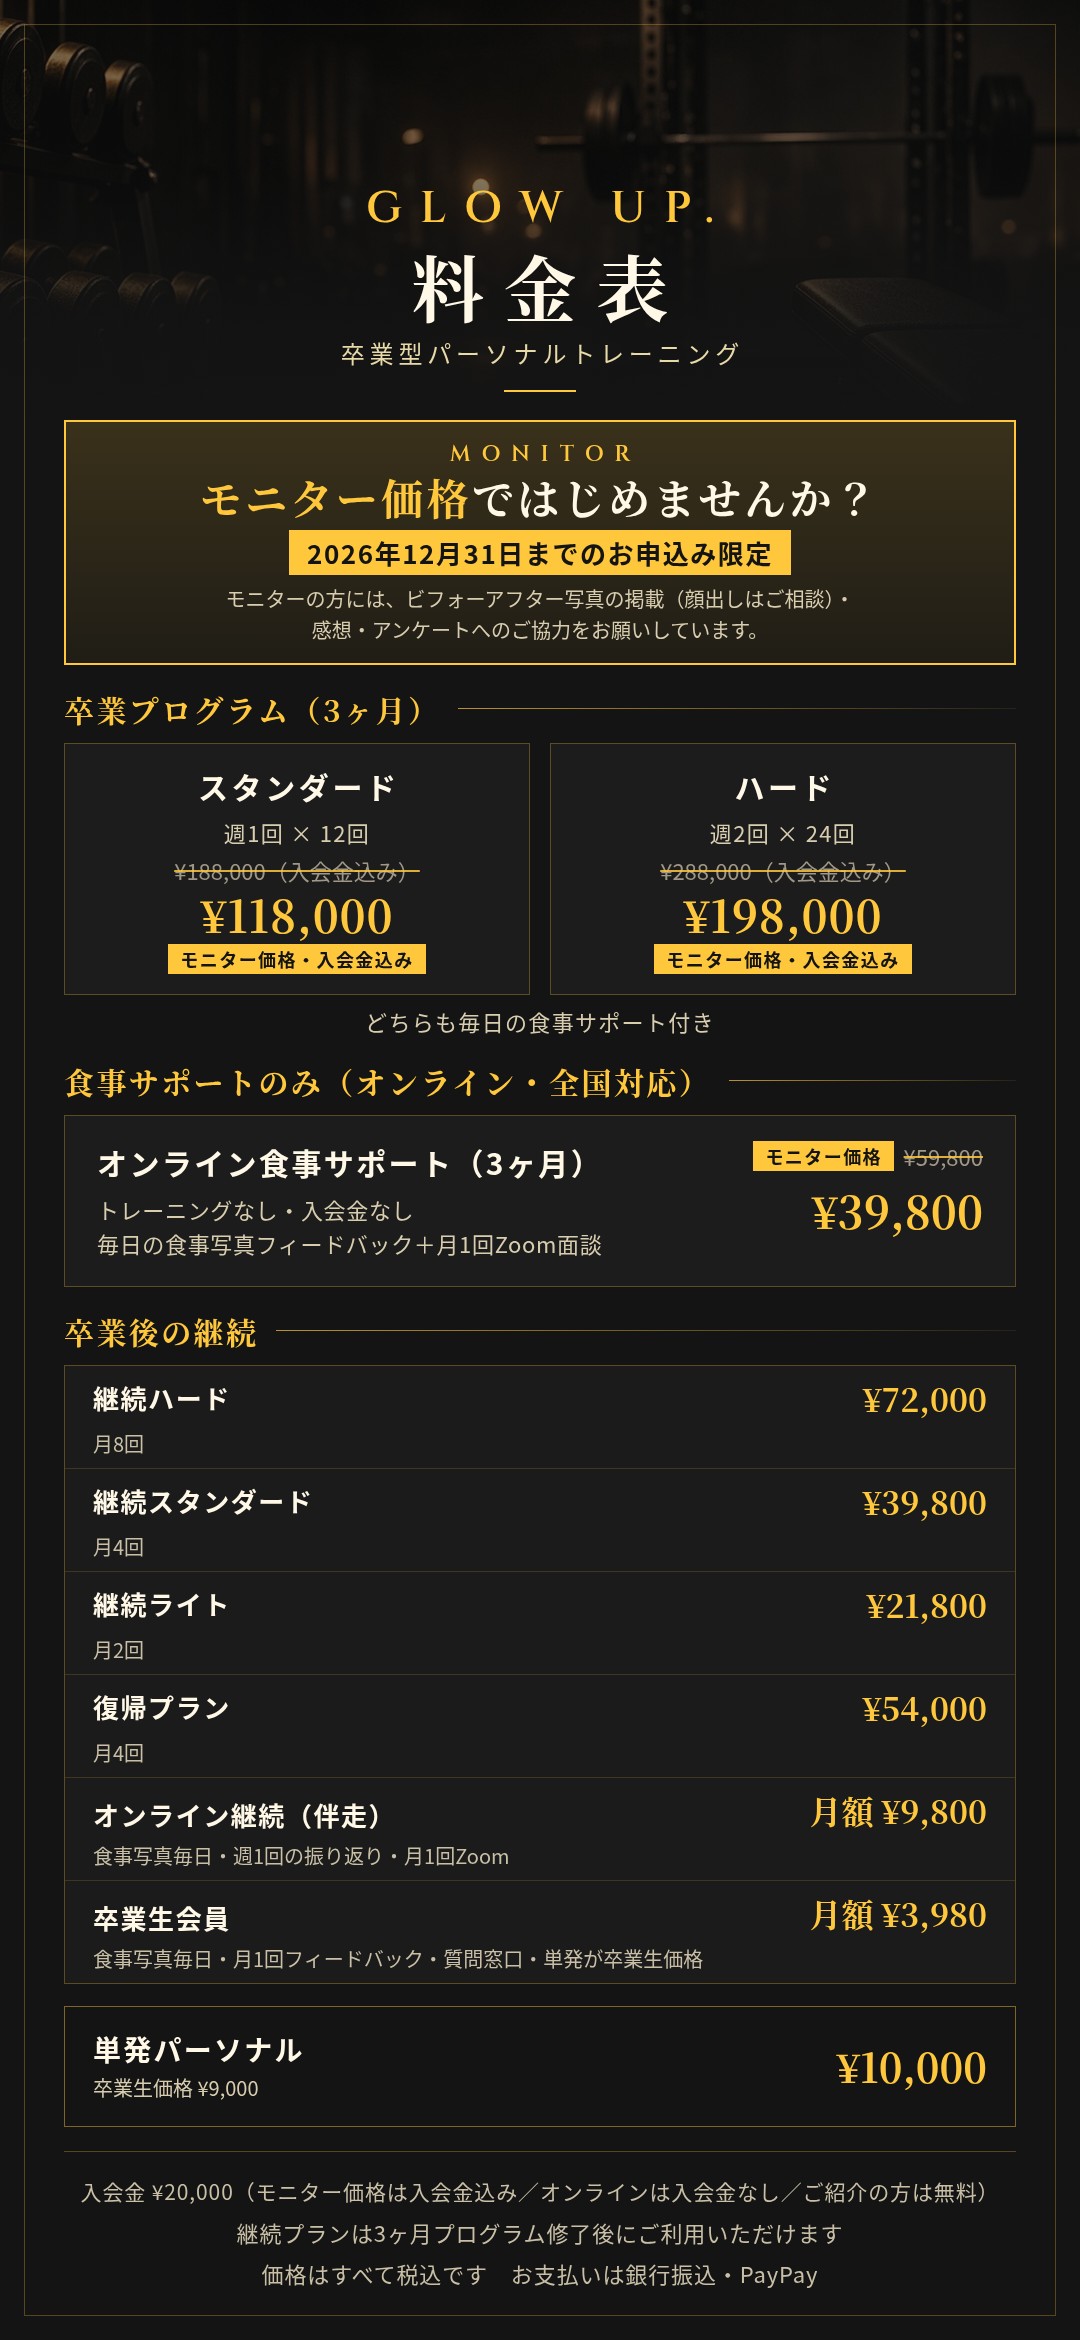 GLOW UP.
料金表
卒業型パーソナルトレーニング
MONITOR
モニター価格ではじめませんか？
2026年12月31日までのお申込み限定
モニターの方には、ビフォーアフター写真の掲載（顔出しはご相談）・
感想・アンケートへのご協力をお願いしています。
卒業プログラム（3ヶ月）
スタンダード
週1回 × 12回
¥188,000（入会金込み）
¥118,000
モニター価格・入会金込み
ハード
週2回 × 24回
¥288,000（入会金込み）
¥198,000
モニター価格・入会金込み
どちらも毎日の食事サポート付き
食事サポートのみ（オンライン・全国対応）
オンライン食事サポート（3ヶ月）
トレーニングなし・入会金なし
毎日の食事写真フィードバック＋月1回Zoom面談
モニター価格 ¥59,800
¥39,800
卒業後の継続
継続ハード ¥72,000
月8回
継続スタンダード ¥39,800
月4回
継続ライト ¥21,800
月2回
復帰プラン ¥54,000
月4回
オンライン継続（伴走） 月額 ¥9,800
食事写真毎日・週1回の振り返り・月1回Zoom
卒業生会員 月額 ¥3,980
食事写真毎日・月1回フィードバック・質問窓口・単発が卒業生価格
単発パーソナル ¥10,000
卒業生価格 ¥9,000
入会金 ¥20,000（モニター価格は入会金込み／オンラインは入会金なし／ご紹介の方は無料）
継続プランは3ヶ月プログラム修了後にご利用いただけます
価格はすべて税込です　お支払いは銀行振込・PayPay